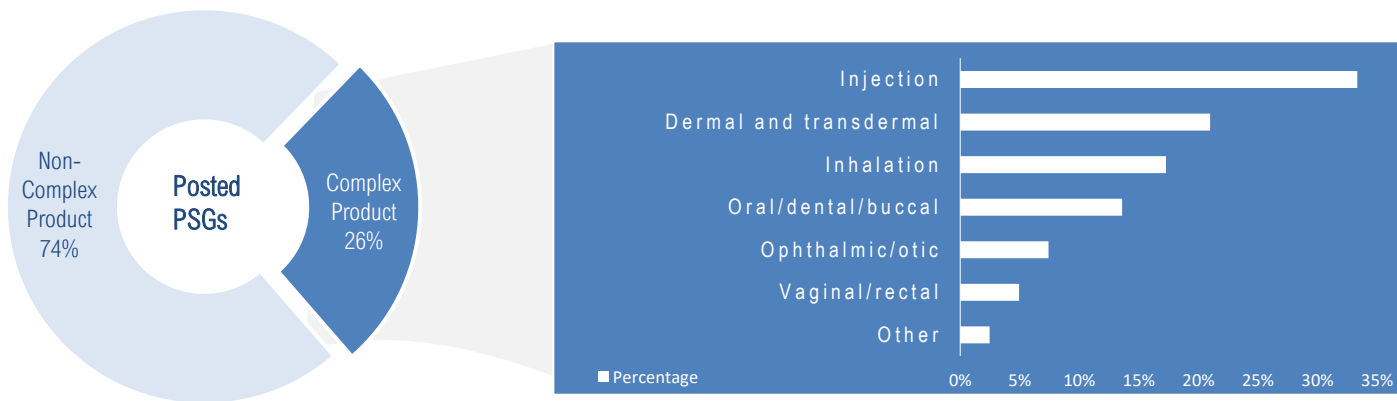 Non-
Complex
Product
74%
Posted
PSGs
Complex
Product
26%
Injection
Dermal and transdermal
Inhalation
Oral/dental/buccal
Ophthalmic/otic
Vaginal/rectal
Other
Percentage
0% 5% 10% 15% 20% 25% 30% 35%